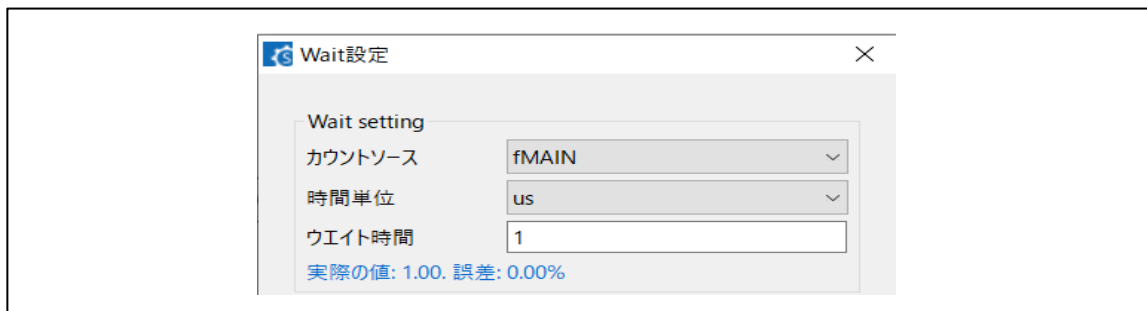 Wait設定
Wait setting
カウントソース fMAIN
時間単位 us
ウエイト時間 1
実際の値: 1.00. 誤差: 0.00%